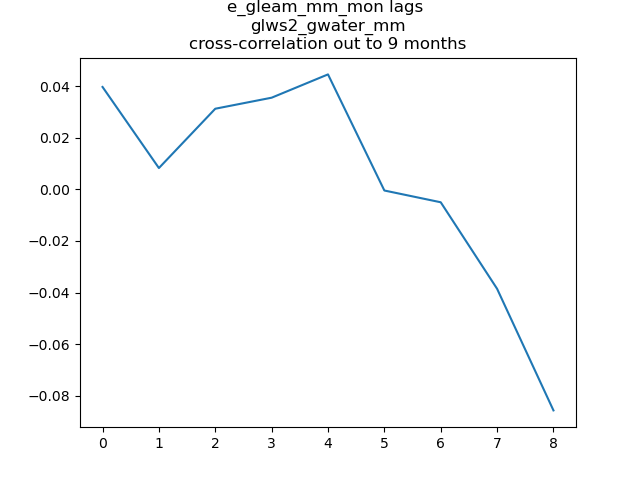 e_gleam_mm_mon lags
glws2_gwater_mm
cross-correlation out to 9 months
0.04
0.02
0.00
−0.02
−0.04
−0.06
−0.08
0 1 2 3 4 5 6 7 8